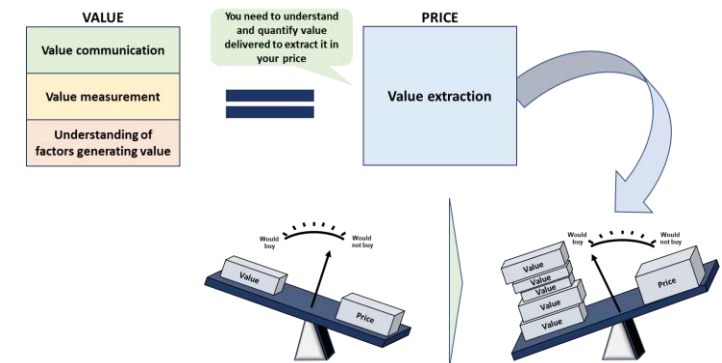 VALUE
Value communication
Value measurement
Understanding of
factors generating value
You need to understand
and quantify value
delivered to extract it in
your price
PRICE
Value extraction
Would
buy
Would
not buy
Value
Price
Would
buy
Would
not buy
Value
Value
Value
Value
Value
Price